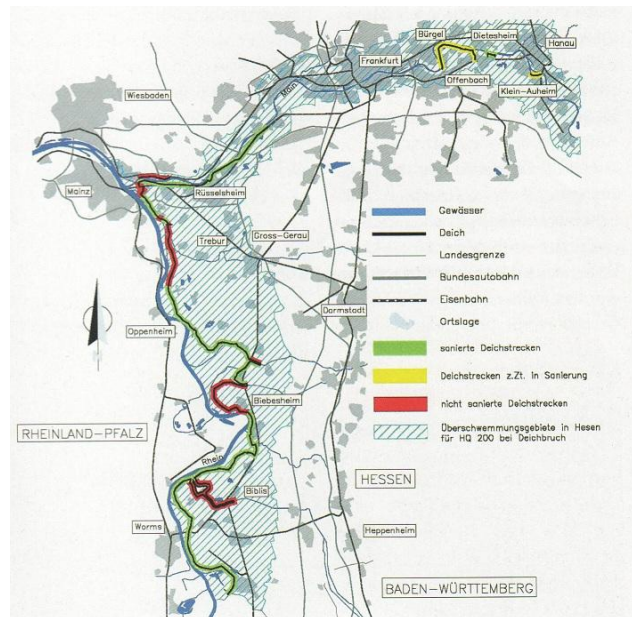 Bürgel
Dietesheim
Hanau
Frankfurt
Offenbach
Klein-Auheim
Main
Wiesbaden
Mainz
Rüsselsheim
Trebur
Gross-Gerau
Darmstadt
Oppenheim
Biebesheim
RHEINLAND-PFALZ
Rhein
HESSEN
Biblis
Worms
Heppenheim
BADEN-WÜRTTEMBERG
Gewässer
Deich
Landesgrenze
Bundesautobahn
Eisenbahn
Ortslage
sanierte Deichstrecken
Deichstrecken z.Zt. in Sanierung
nicht sanierte Deichstrecken
Überschwemmungsgebiete in Hesen
für HQ 200 bei Deichbruch